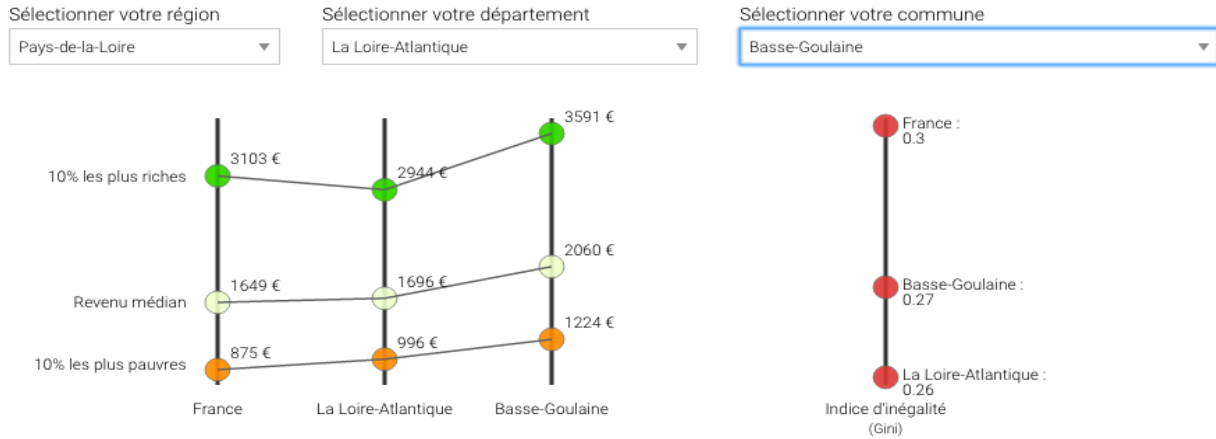 Sélectionner votre région
Sélectionner votre département
Sélectionner votre commune
Pays-de-la-Loire
La Loire-Atlantique
Basse-Goulaine
10% les plus riches
3103 €
2944 €
3591 €
Revenu médian
1649 €
1696 €
2060 €
10% les plus pauvres
875 €
996 €
1224 €
France
La Loire-Atlantique
Basse-Goulaine
France :
0.3
Basse-Goulaine :
0.27
La Loire-Atlantique :
0.26
Indice d'inégalité
(Gini)